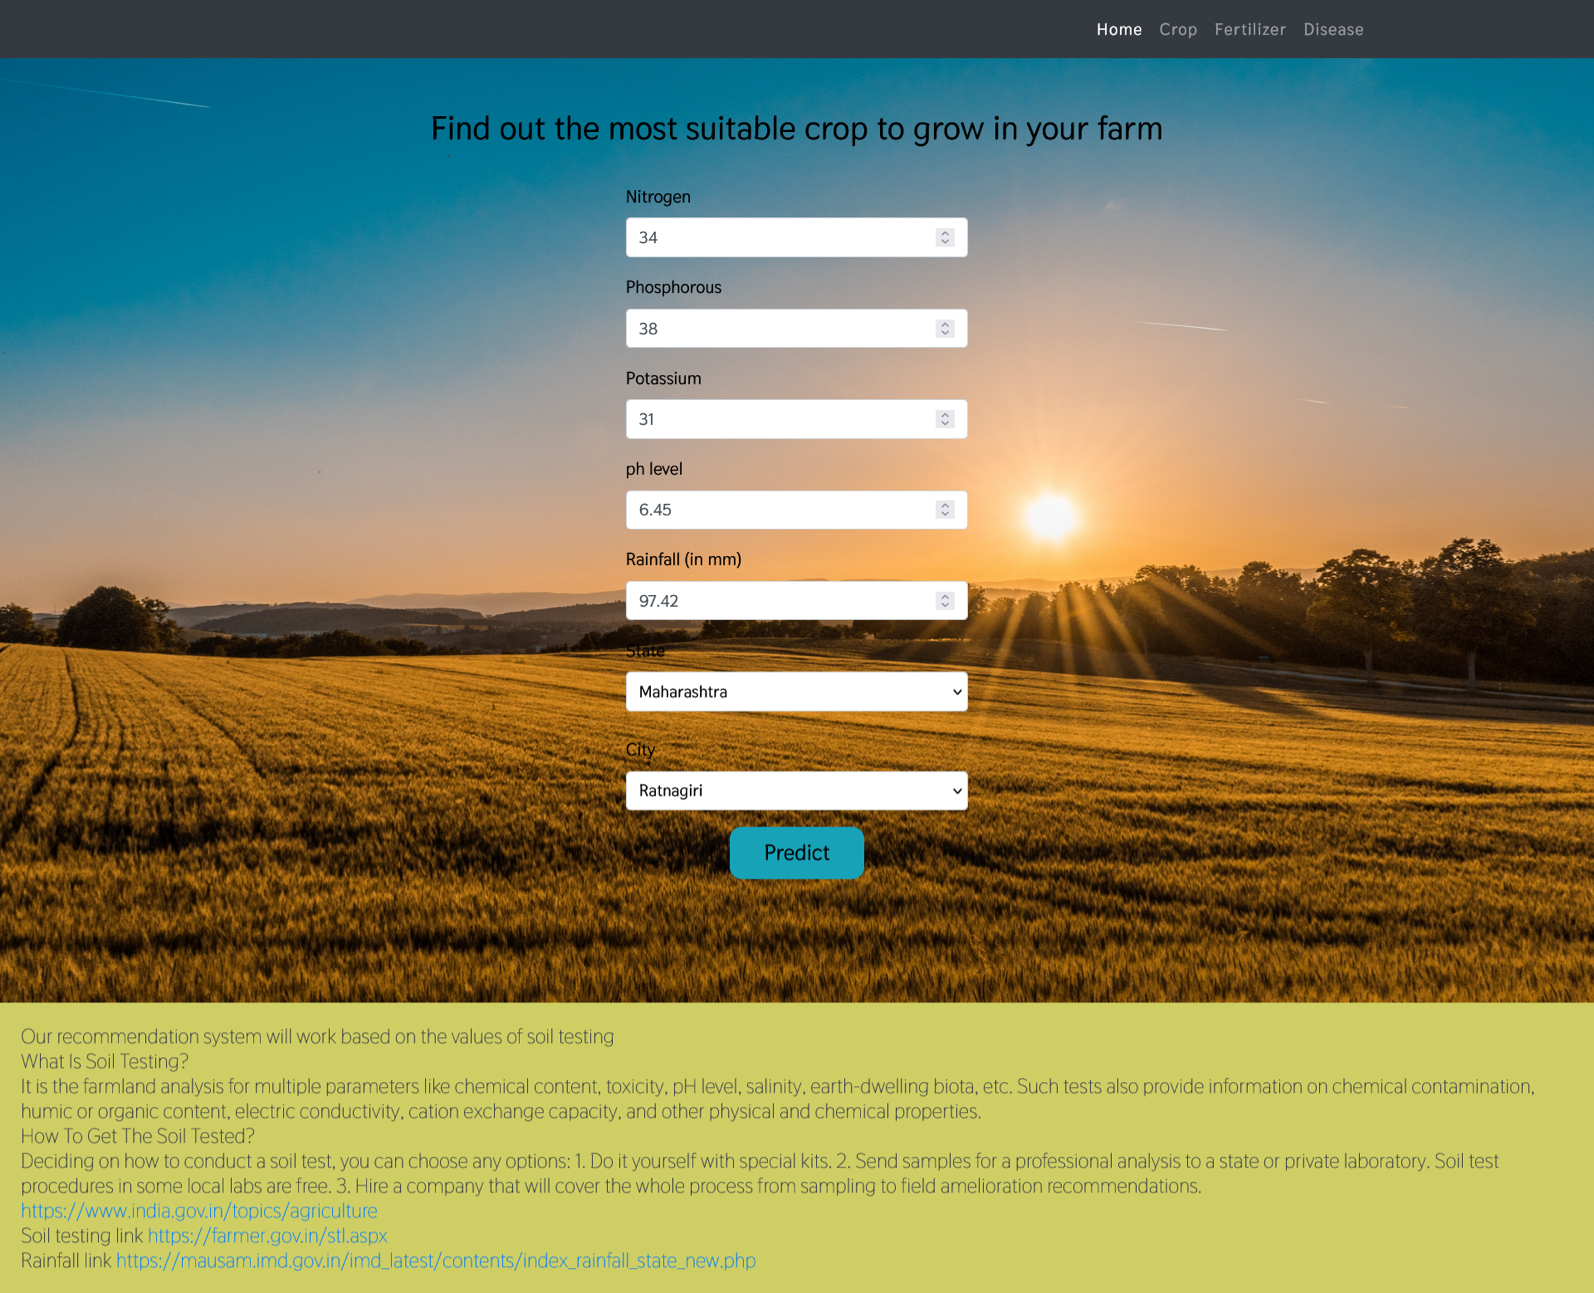 Home Crop Fertilizer Disease
Find out the most suitable crop to grow in your farm
Nitrogen
34
Phosphorous
38
Potassium
31
ph level
6.45
Rainfall (in mm)
97.42
State
Maharashtra
City
Ratnagiri
Predict
Our recommendation system will work based on the values of soil testing
What Is Soil Testing?
It is the farmland analysis for multiple parameters like chemical content, toxicity, pH level, salinity, earth-dwelling biota, etc. Such tests also provide information on chemical contamination,
humic or organic content, electric conductivity, cation exchange capacity, and other physical and chemical properties.
How To Get The Soil Tested?
Deciding on how to conduct a soil test, you can choose any options: 1. Do it yourself with special kits. 2. Send samples for a professional analysis to a state or private laboratory. Soil test
procedures in some local labs are free. 3. Hire a company that will cover the whole process from sampling to field amelioration recommendations.
https://www.india.gov.in/topics/agriculture
Soil testing link https://farmer.gov.in/stl.aspx
Rainfall link https://mausam.imd.gov.in/imd_latest/contents/index_rainfall_state_new.php